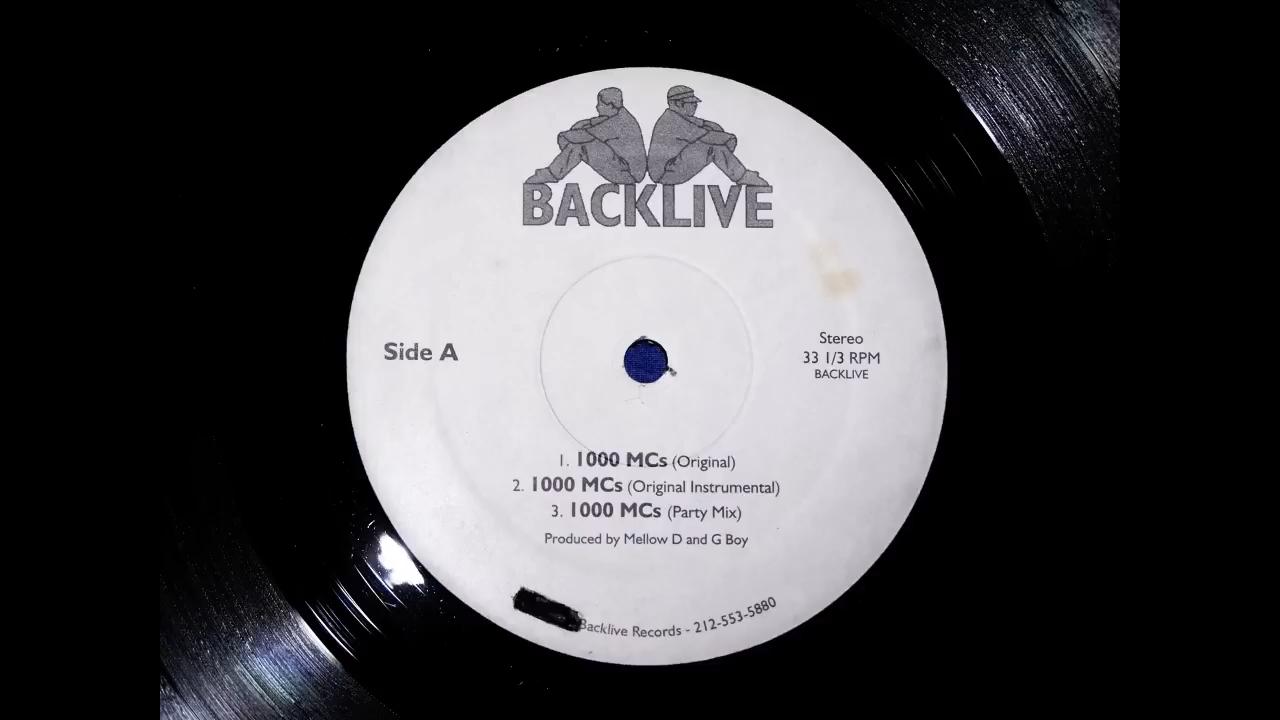 BACKLIVE
Side A
Stereo
33 1/3 RPM
BACKLIVE
1. 1000 MCs (Original)
2. 1000 MCs (Original Instrumental)
3. 1000 MCs (Party Mix)
Produced by Mellow D and G Boy
Backlive Records - 212-553-5880